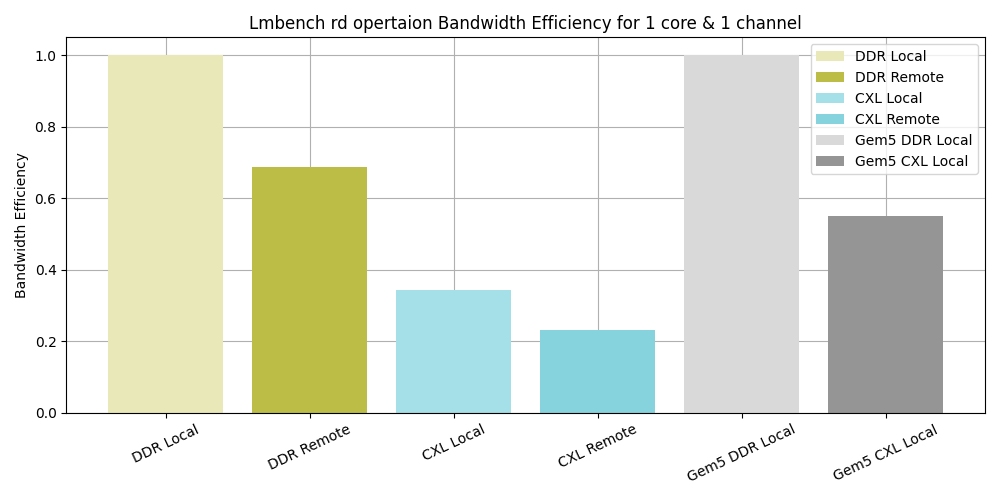 Lmbench rd opertaion Bandwidth Efficiency for 1 core & 1 channel
Bandwidth Efficiency
1.0
0.8
0.6
0.4
0.2
0.0
DDR Local
DDR Remote
CXL Local
CXL Remote
Gem5 DDR Local
Gem5 CXL Local
DDR Local
DDR Remote
CXL Local
CXL Remote
Gem5 DDR Local
Gem5 CXL Local